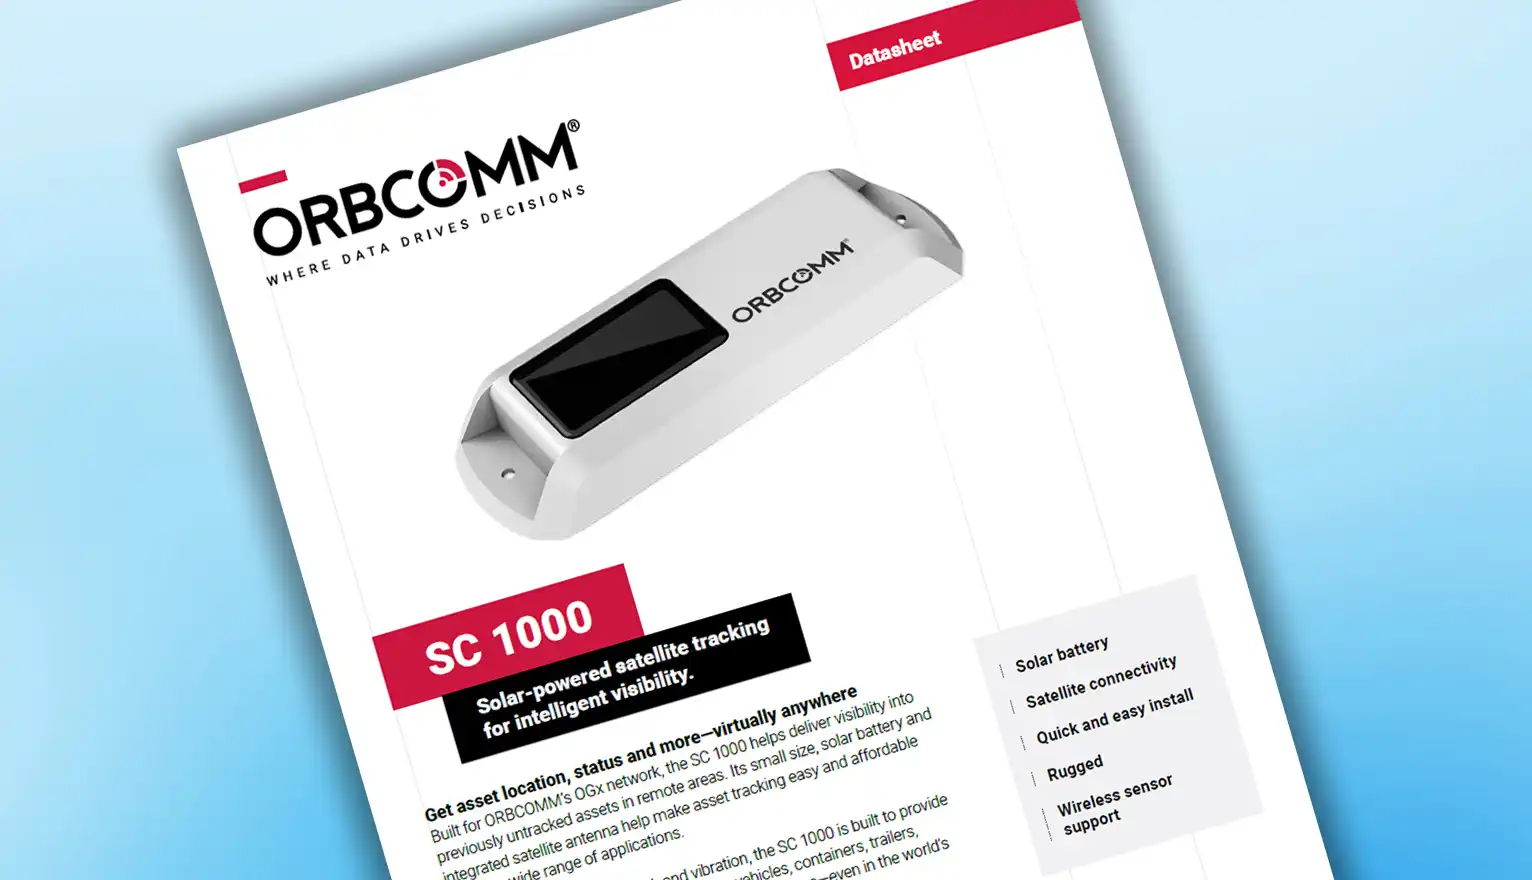 Datasheet
ORBCOMM®
WHERE DATA DRIVES DECISIONS
ORBCOMM®
SC 1000
Solar-powered satellite tracking
for intelligent visibility.
Get asset location, status and more—virtually anywhere
Built for ORBCOMM's OGx network, the SC 1000 helps deliver visibility into
previously untracked assets in remote areas. Its small size, solar battery and
integrated satellite antenna help make asset tracking easy and affordable
wide range of applications.
and vibration, the SC 1000 is built to provide
vehicles, containers, trailers,
—even in the world's
Solar battery
Satellite connectivity
Quick and easy install
Rugged
Wireless sensor
support